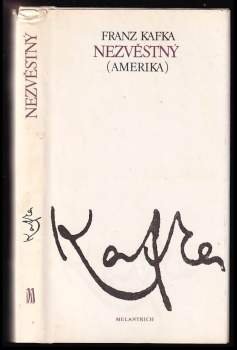 NEZVĚSTNÝ
Kafka
M
FRANZ KAFKA
NEZVĚSTNÝ
(AMERIKA)
Kafka
MELANTRICH